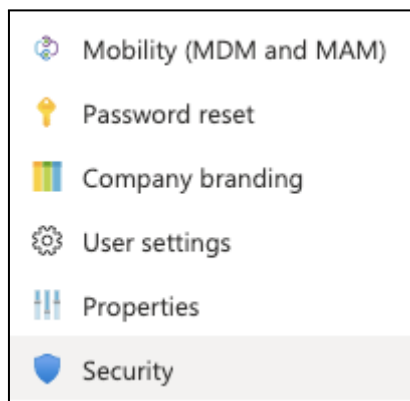 Mobility (MDM and MAM)
Password reset
Company branding
User settings
Properties
Security